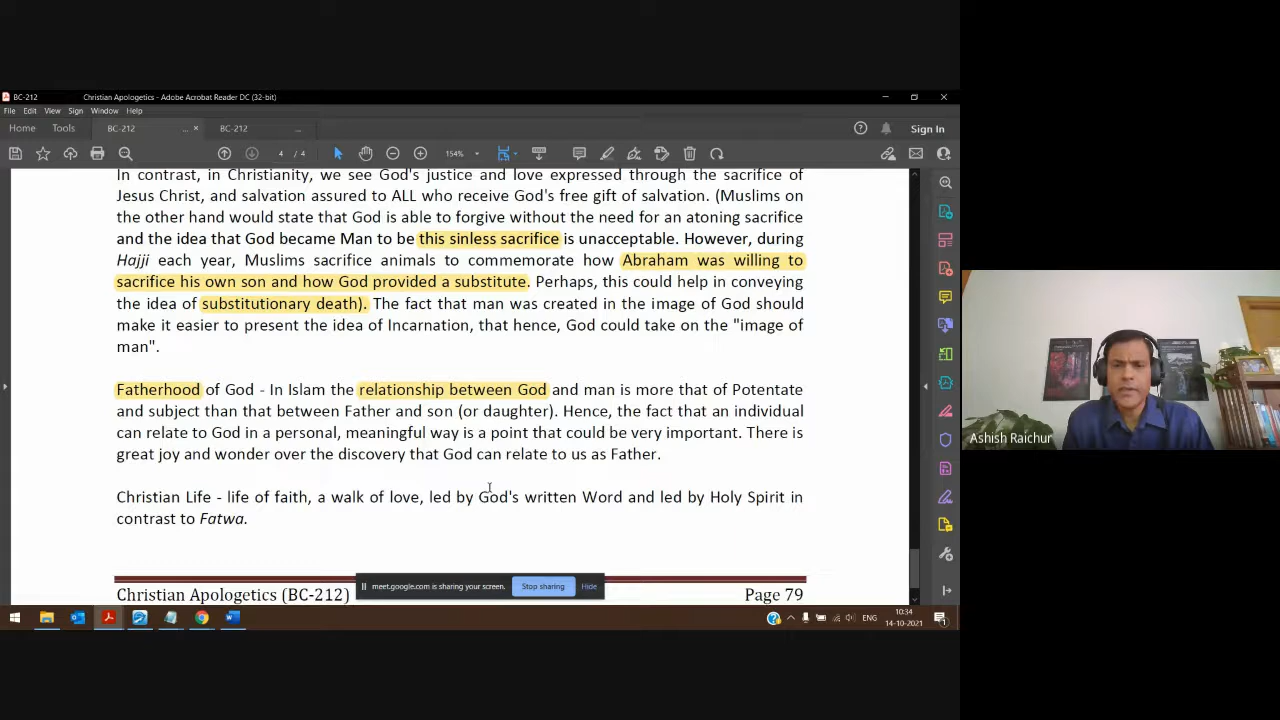 BC-212
Christian Apologetics - Adobe Acrobat Reader DC (32-bit)
File Edit View Sign Window Help
Home Tools BC-212 ... × BC-212 ... Sign In
4 / 4 154%
In contrast, in Christianity, we see God's justice and love expressed through the sacrifice of
Jesus Christ, and salvation assured to ALL who receive God's free gift of salvation. (Muslims on
the other hand would state that God is able to forgive without the need for an atoning sacrifice
and the idea that God became Man to be this sinless sacrifice is unacceptable. However, during
Hajji each year, Muslims sacrifice animals to commemorate how Abraham was willing to
sacrifice his own son and how God provided a substitute. Perhaps, this could help in conveying
the idea of substitutionary death). The fact that man was created in the image of God should
make it easier to present the idea of Incarnation, that hence, God could take on the "image of
man".
Fatherhood of God - In Islam the relationship between God and man is more that of Potentate
and subject than that between Father and son (or daughter). Hence, the fact that an individual
can relate to God in a personal, meaningful way is a point that could be very important. There is
great joy and wonder over the discovery that God can relate to us as Father.
Christian Life - life of faith, a walk of love, led by God's written Word and led by Holy Spirit in
contrast to Fatwa.
meet.google.com is sharing your screen. Stop sharing Hide
Christian Apologetics (BC-212) Page 79
ENG
10:34
14-10-2021
Ashish Raichur